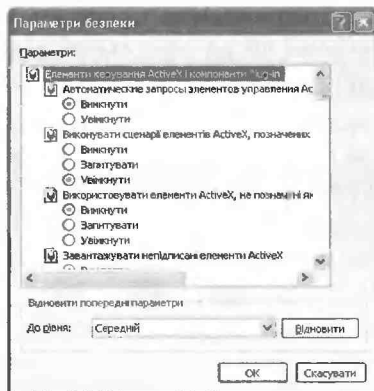 Параметри безпеки
Параметри:
Елементи керування ActiveX і компоненти Plug-in
Автоматические запросы элементов управления Ac
Вимкнути
Увімкнути
Виконувати сценарії елементів ActiveX, позначених
Вимкнути
Запитувати
Увімкнути
Використовувати елементи ActiveX, не позначені як
Вимкнути
Запитувати
Увімкнути
Завантажувати непідписані елементи ActiveX
Відновити попередні параметри
До рівня:
Середній
Відновити
OK
Скасувати